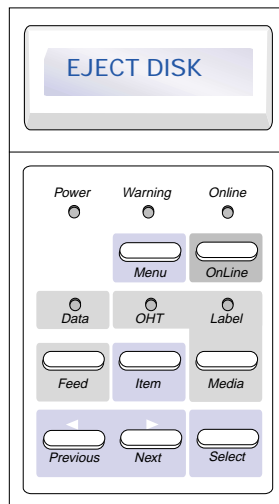 EJECT DISK
Power Warning Online
Menu OnLine
Data OHT Label
Feed Item Media
Previous Next Select